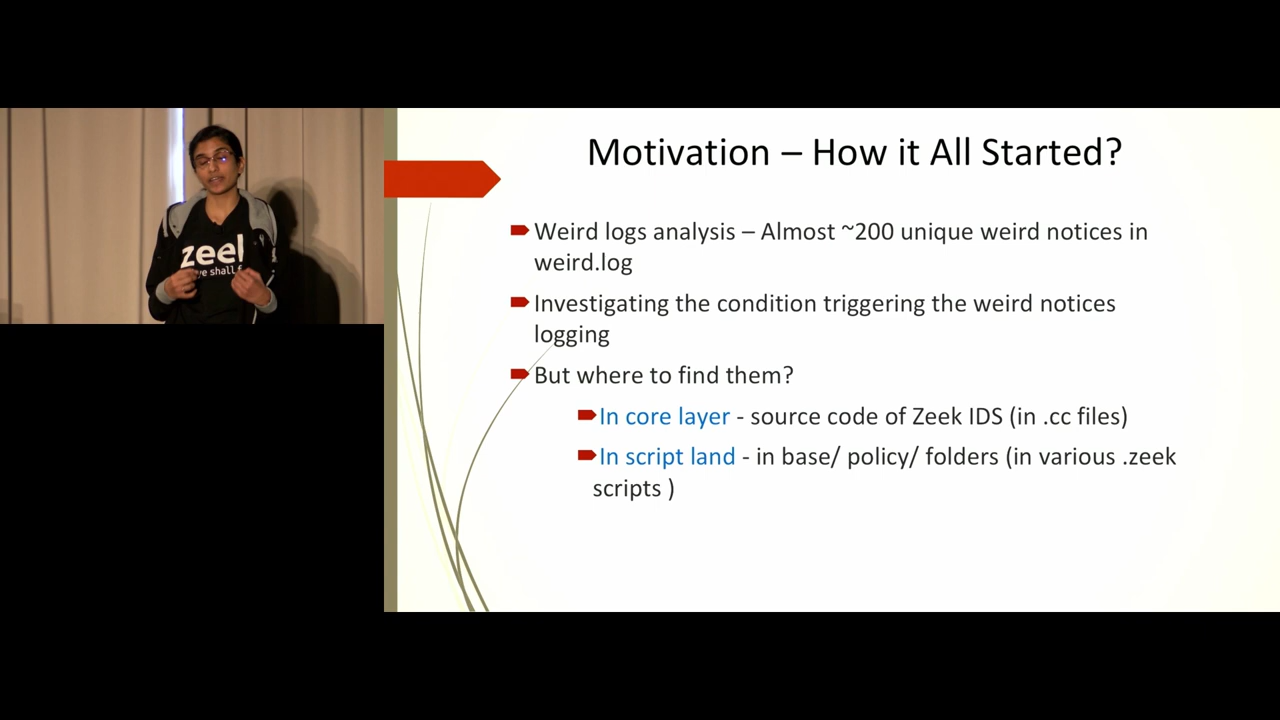 zeek
we shall f
Motivation – How it All Started?
Weird logs analysis – Almost ~200 unique weird notices in
weird.log
Investigating the condition triggering the weird notices
logging
But where to find them?
In core layer - source code of Zeek IDS (in .cc files)
In script land - in base/ policy/ folders (in various .zeek
scripts )